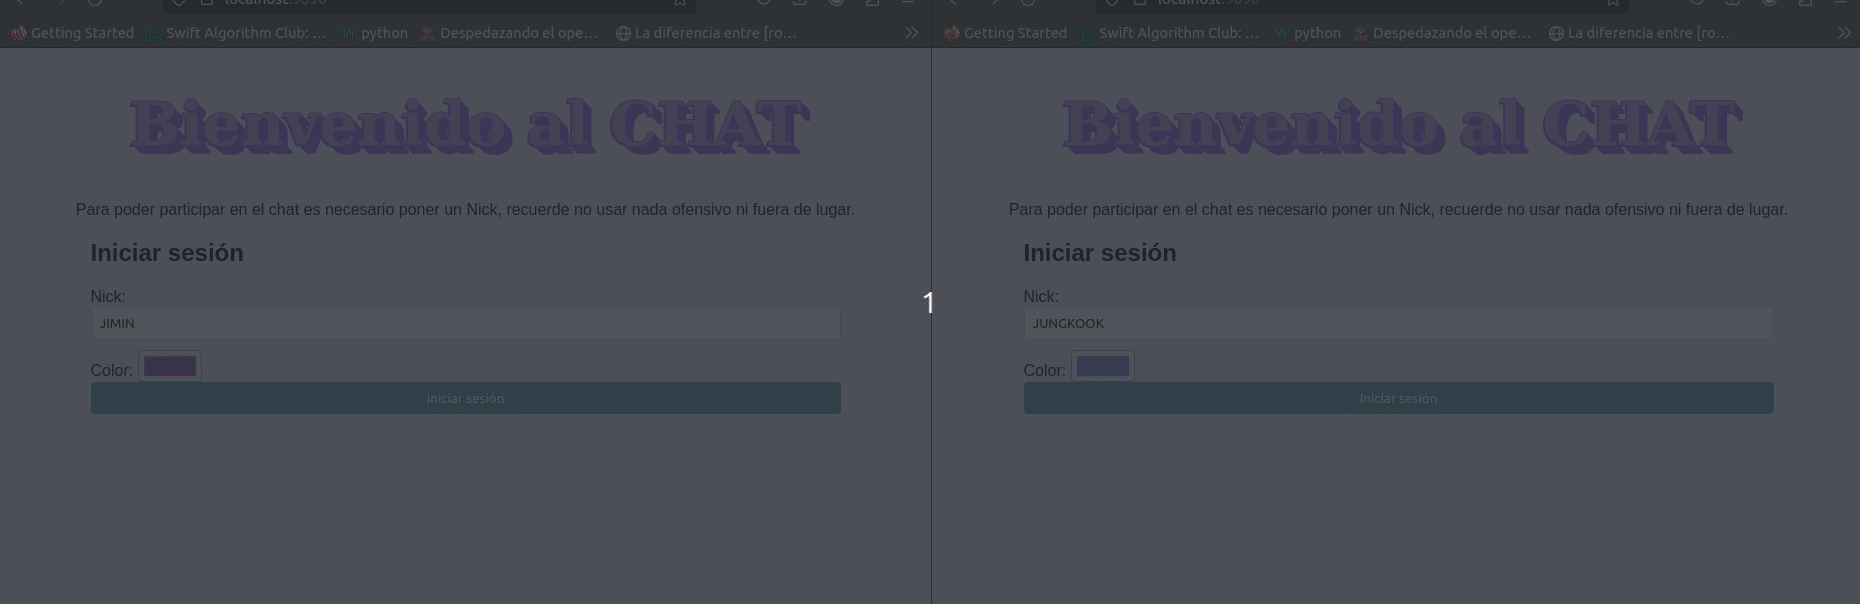 localhost:9090
Getting Started Swift Algorithm Club: ... python Despedazando el ope... La diferencia entre [ro...
Bienvenido al CHAT
Para poder participar en el chat es necesario poner un Nick, recuerde no usar nada ofensivo ni fuera de lugar.
Iniciar sesión
Nick:
JIMIN
Color:
Iniciar sesión
1
localhost:9090
Getting Started Swift Algorithm Club: ... python Despedazando el ope... La diferencia entre [ro...
Bienvenido al CHAT
Para poder participar en el chat es necesario poner un Nick, recuerde no usar nada ofensivo ni fuera de lugar.
Iniciar sesión
Nick:
JUNGKOOK
Color:
Iniciar sesión